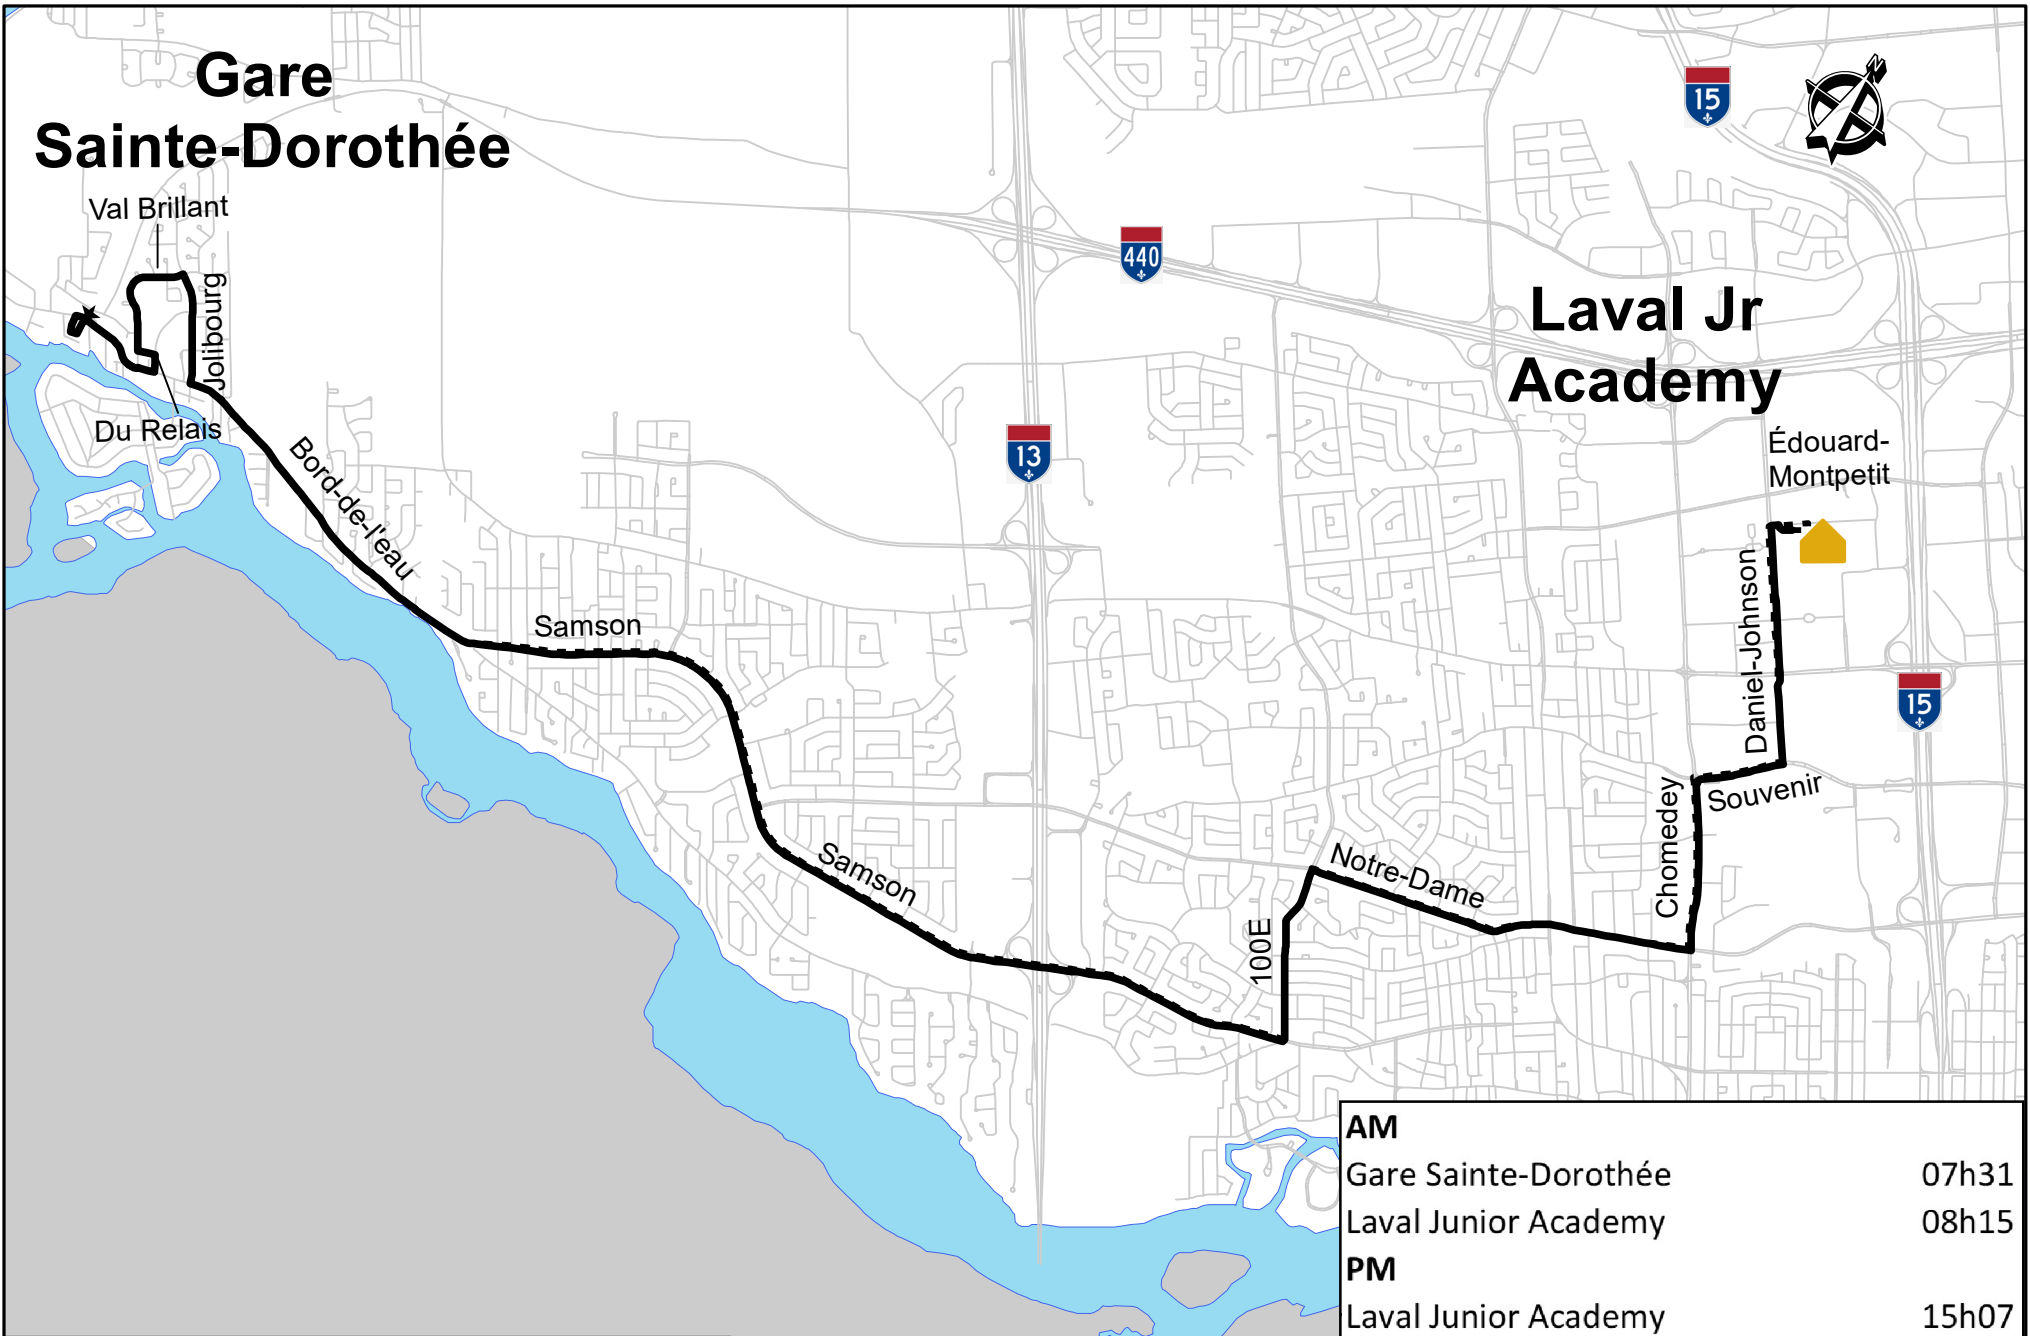 Gare
Sainte-Dorothée
Val Brillant
Jolibourg
Du Relais
Bord-de-l'eau
Samson
Samson
13
440
15
Laval Jr
Academy
Édouard-
Montpetit
Daniel-Johnson
15
Souvenir
Chomedey
Notre-Dame
100E
N
AM
Gare Sainte-Dorothée 07h31
Laval Junior Academy 08h15
PM
Laval Junior Academy 15h07